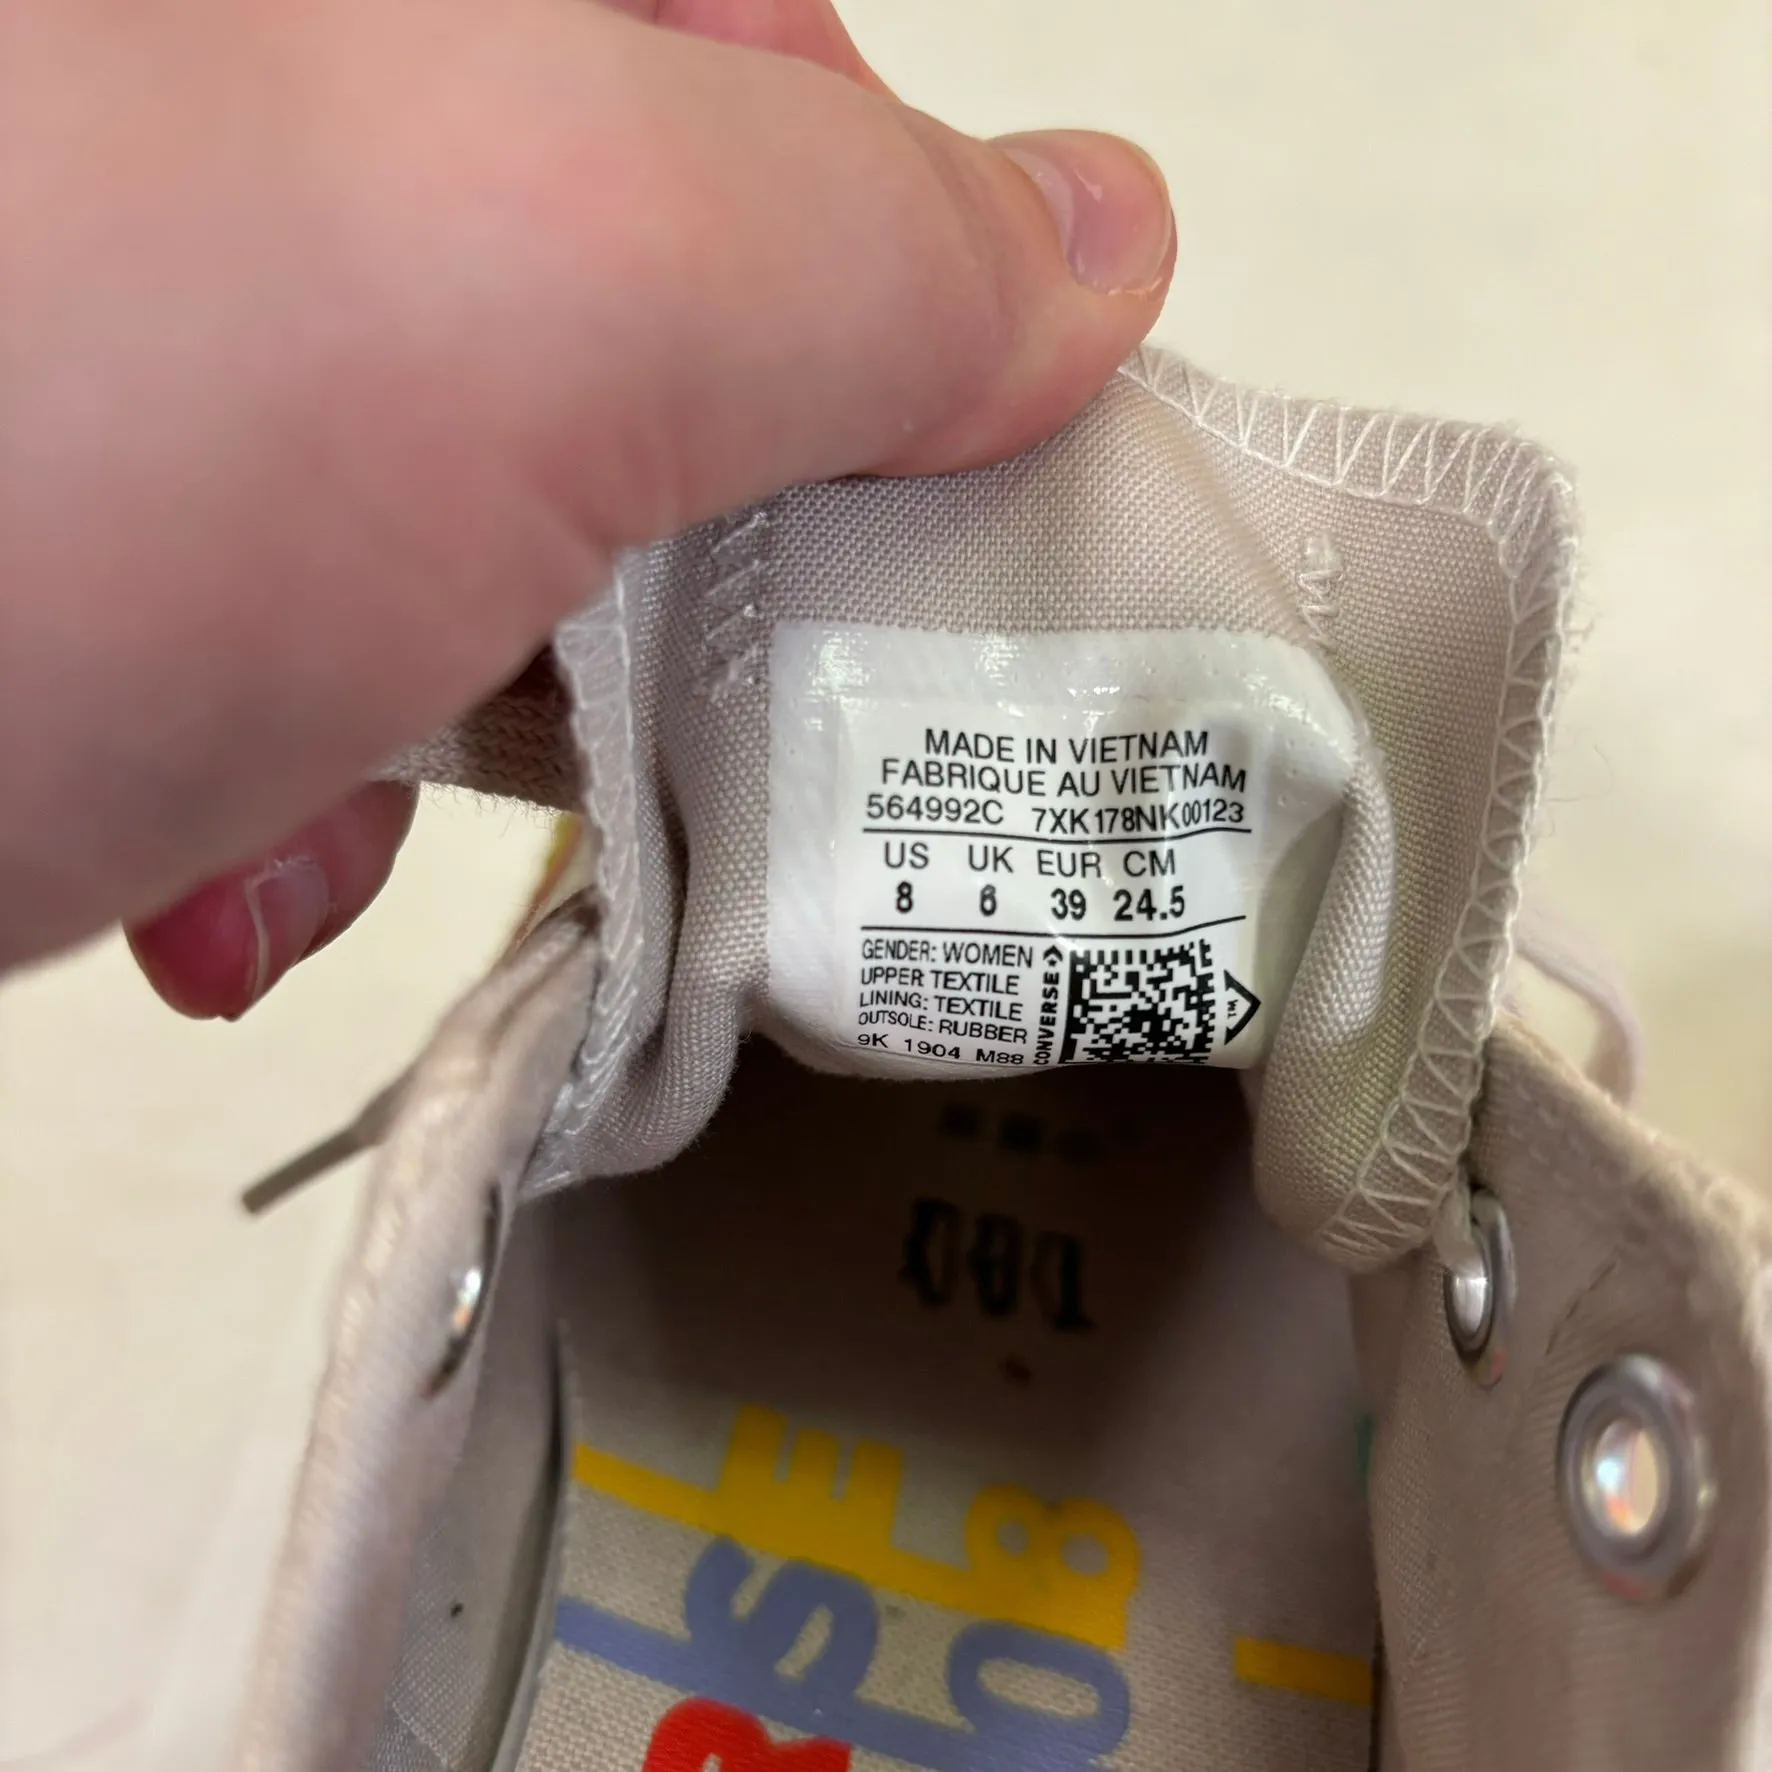 MADE IN VIETNAM
FABRIQUE AU VIETNAM
564992C 7XK178NK00123
US UK EUR CM
8 6 39 24.5
GENDER: WOMEN
UPPER TEXTILE
LINING: TEXTILE
OUTSOLE: RUBBER
9K 1904 M88
CONVERSE
TM